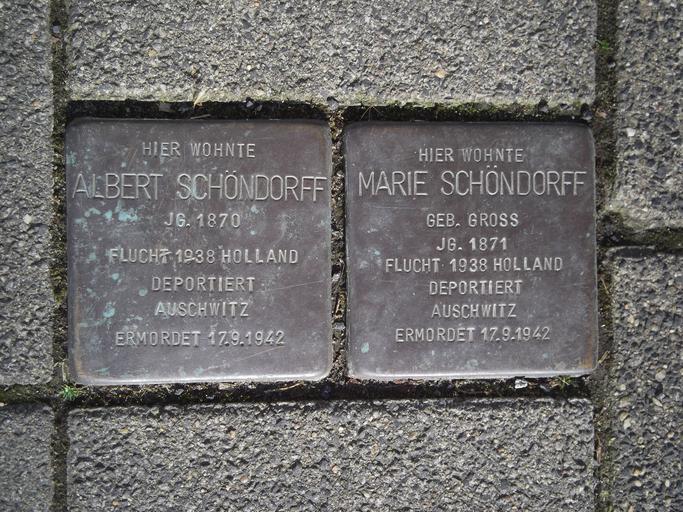 HIER WOHNTE
ALBERT SCHÖNDORFF
JG. 1870
FLUCHT 1938 HOLLAND
DEPORTIERT
AUSCHWITZ
ERMORDET 17.9.1942
HIER WOHNTE
MARIE SCHÖNDORFF
GEB. GROSS
JG. 1871
FLUCHT 1938 HOLLAND
DEPORTIERT
AUSCHWITZ
ERMORDET 17.9.1942